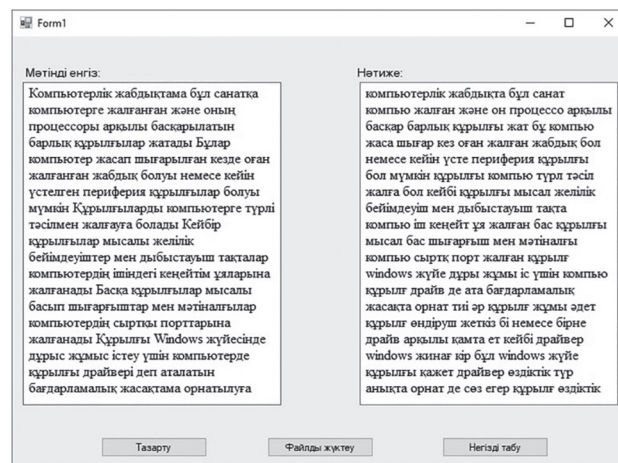 Form1
Мәтінді енгіз:
Компьютерлік жабдықтама бұл санатқа
компьютерге жалғанған және оның
процессоры арқылы басқарылатын
барлық құрылғылар жатады Бұлар
компьютер жасап шығарылған кезде оған
жалғанған жабдық болуы немесе кейін
үстелген периферия құрылғылар болуы
мүмкін Құрылғыларды компьютерге түрлі
тәсілмен жалғауға болады Кейбір
құрылғылар мысалы желілік
бейімдеуіштер мен дыбыстауыш тақталар
компьютердің ішіндегі кеңейтім ұяларына
жалғанады Басқа құрылғылар мысалы
басып шығарғыштар мен мәтіналғылар
компьютердің сыртқы порттарына
жалғанады Құрылғы Windows жүйесінде
дұрыс жұмыс істеу үшін компьютерде
құрылғы драйвері деп аталатын
бағдарламалық жасақтама орнатылуға
Нәтиже:
компьютерлік жабдықта бұл санат
компью жалған және он процессо арқылы
басқар барлық құрылғы жат бұ компью
жаса шығар кез оған жалған жабдық бол
немесе кейін үсте периферия құрылғы
бол мүмкін құрылғы компью түрл тәсіл
жалға бол кейбі құрылғы мысал желілік
бейімдеуіш мен дыбыстауыш тақта
компью іш кеңейт ұя жалған бас құрылғы
мысал бас шығарғыш мен мәтіналғы
компью сыртқ порт жалған құрылғ
windows жүйе дұры жұмы іс үшін компью
құрылғ драйв де ата бағдарламалық
жасақта орнат тиі әр құрылғ жұмы әдет
құрылғ өндіруш жеткіз бі немесе бірне
драйв арқылы қамта ет кейбі драйвер
windows жинағ кір бұл windows жүйе
құрылғы қажет драйвер өздіктік түр
анықта орнат де сөз егер құрылғ өздіктік
Тазарту
Файлды жүктеу
Негізді табу